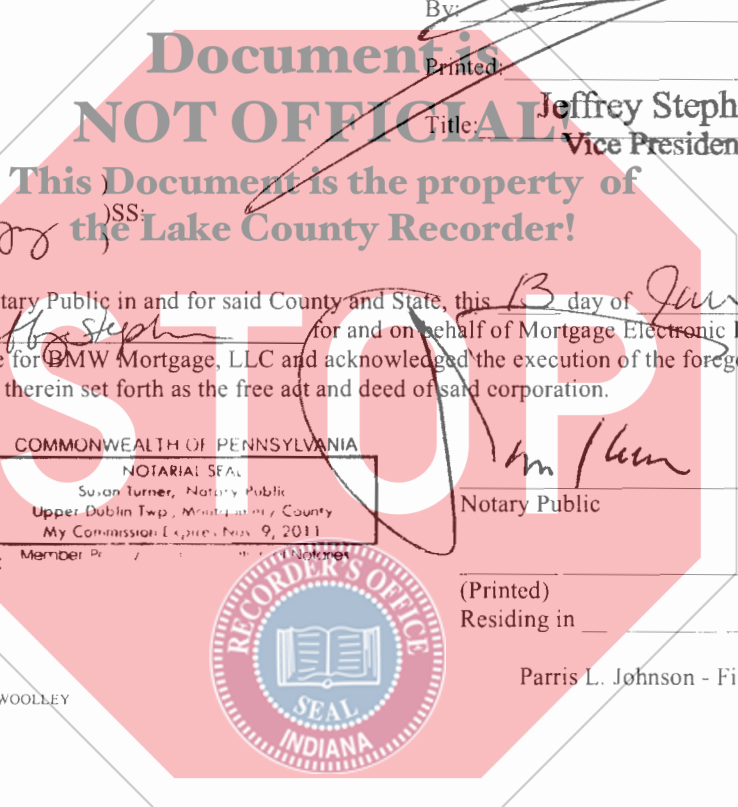 By:
Document is
Printed:
NOT OFFICIAL!
Jeffrey Steph
Title:
Vice Presiden
This Document is the property of
)
)SS:
)
the Lake County Recorder!
tary Public in and for said County and State, this 13 day of
for and on behalf of Mortgage Electronic
e for BMW Mortgage, LLC and acknowledged the execution of the forego
therein set forth as the free act and deed of said corporation.
STOP
COMMONWEALTH OF PENNSYLVANIA
NOTARIAL SEAL
Susan Turner, Notary Public
Upper Dublin Twp., Montgomery County
My Commission Expires Nov. 9, 2011
Member Notaries
Notary Public
(Printed)
Residing in
RECORDER'S OFFICE
SEAL
INDIANA
Parris L. Johnson - Fi
WOOLLEY